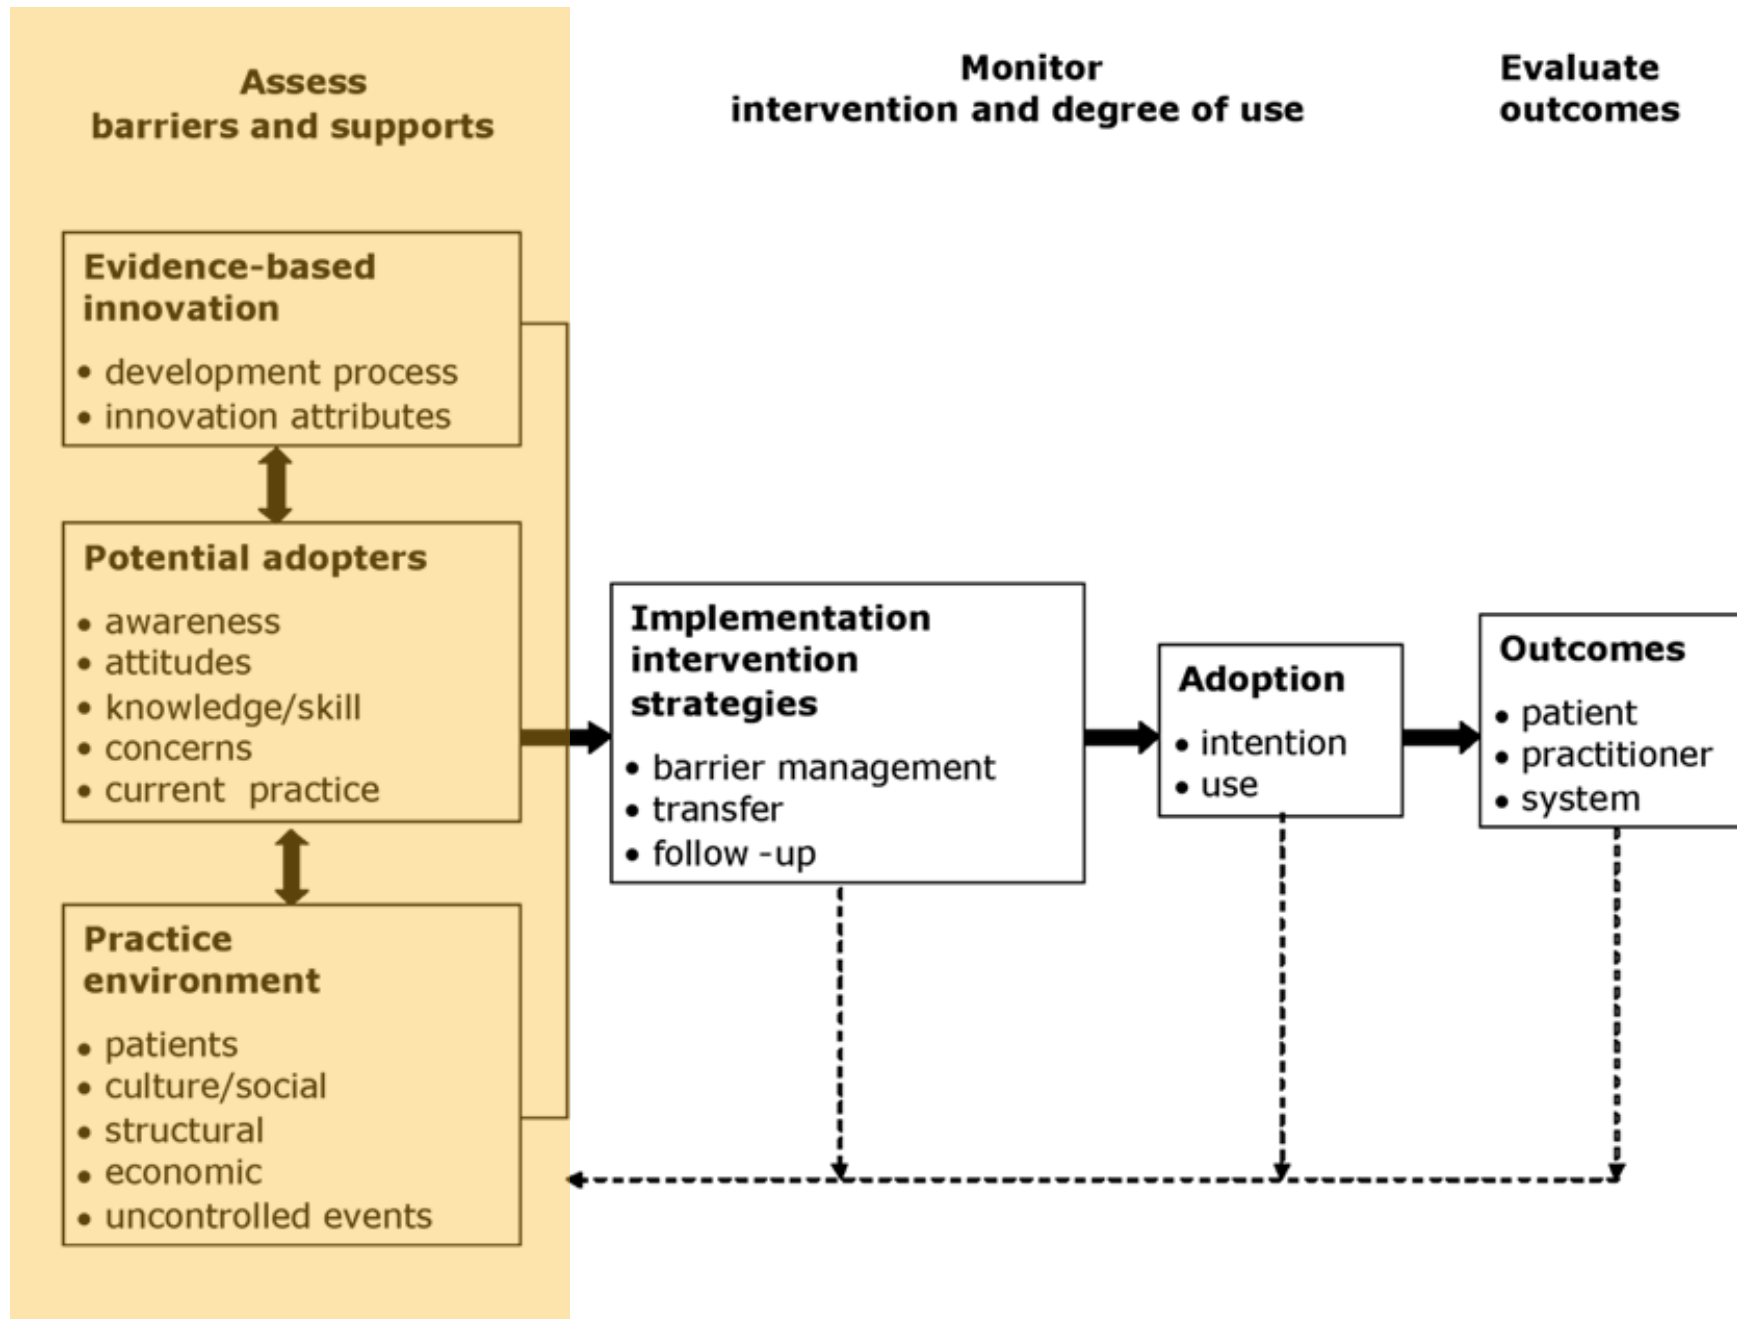 Assess
barriers and supports
Evidence-based
innovation
• development process
• innovation attributes
Potential adopters
• awareness
• attitudes
• knowledge/skill
• concerns
• current practice
Practice
environment
• patients
• culture/social
• structural
• economic
• uncontrolled events
Monitor
intervention and degree of use
Implementation
intervention
strategies
• barrier management
• transfer
• follow -up
Adoption
• intention
• use
Evaluate
outcomes
Outcomes
• patient
• practitioner
• system